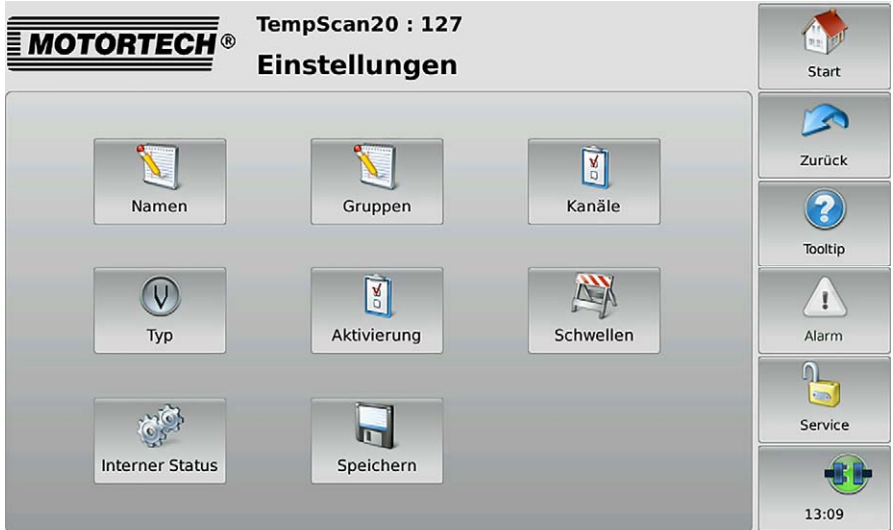 MOTORTECH®
TempScan20 : 127
Einstellungen
Namen
Gruppen
Kanäle
Typ
Aktivierung
Schwellen
Interner Status
Speichern
Start
Zurück
Tooltip
Alarm
Service
13:09